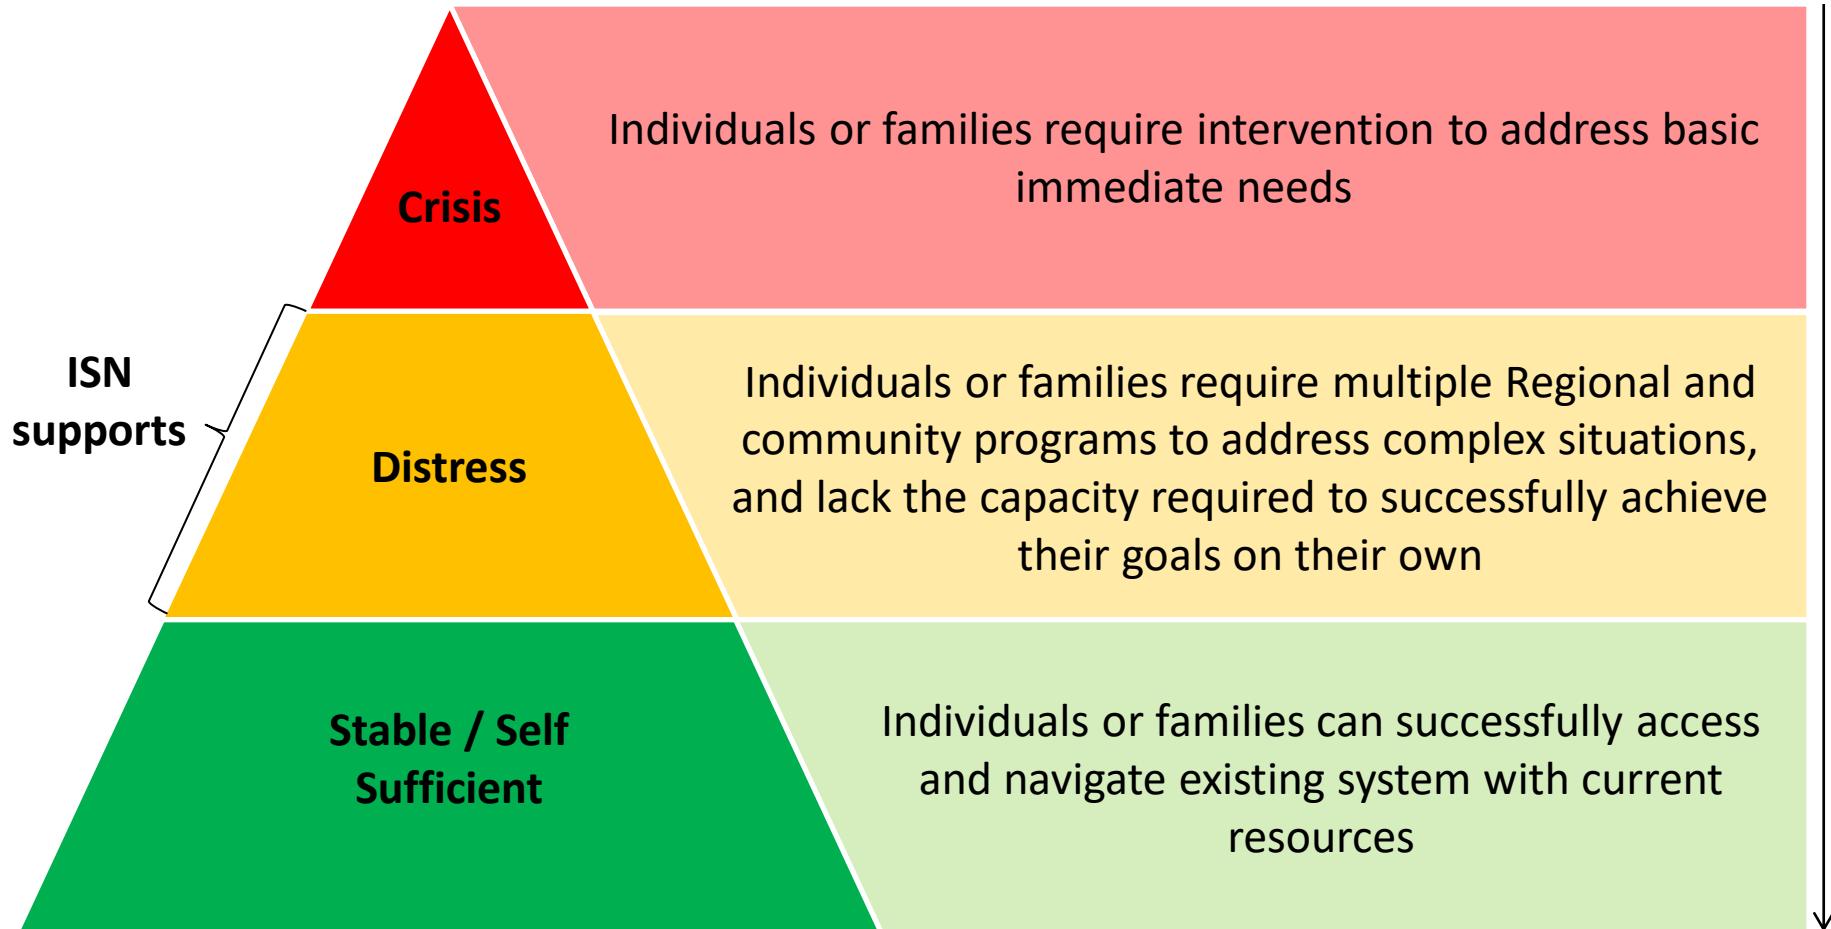 Crisis
Individuals or families require intervention to address basic
immediate needs
ISN
supports
Distress
Individuals or families require multiple Regional and
community programs to address complex situations,
and lack the capacity required to successfully achieve
their goals on their own
Stable / Self
Sufficient
Individuals or families can successfully access
and navigate existing system with current
resources